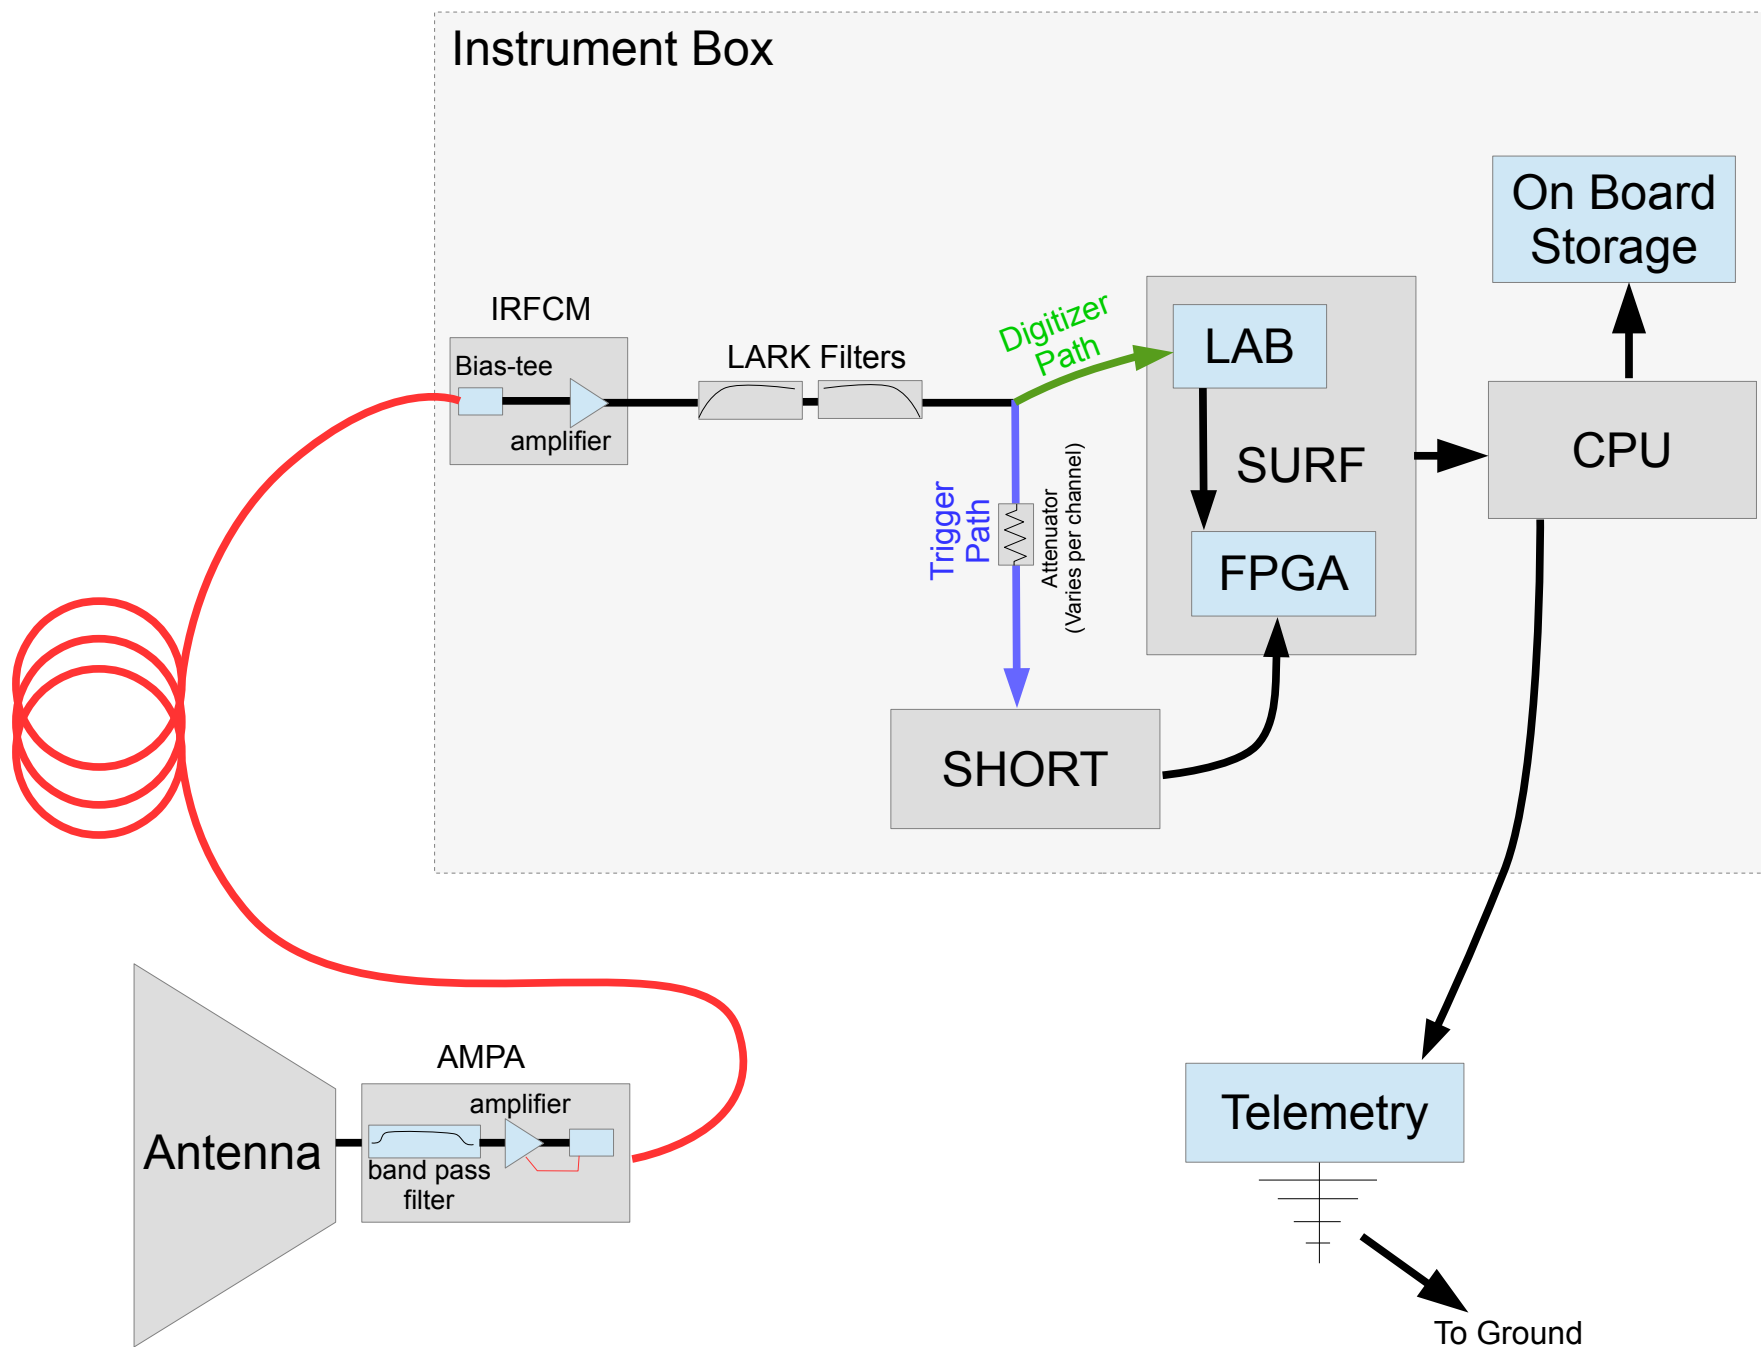 Instrument Box
On Board
Storage
IRFCM
Bias-tee
amplifier
LARK Filters
Digitizer
Path
LAB
SURF
FPGA
CPU
Trigger
Path
Attenuator
(Varies per channel)
SHORT
AMPA
amplifier
band pass
filter
Antenna
Telemetry
To Ground